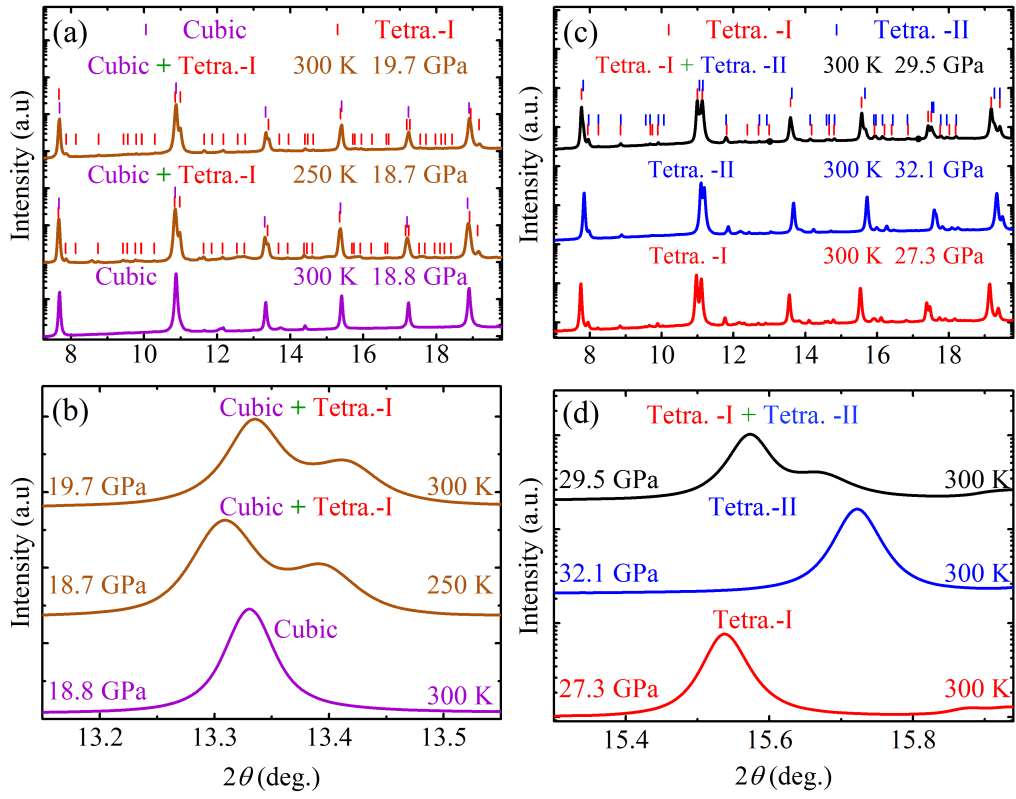 (a)
Cubic Tetra.-I
Cubic + Tetra.-I 300 K 19.7 GPa
Cubic + Tetra.-I 250 K 18.7 GPa
Cubic 300 K 18.8 GPa
Intensity (a.u)
8 10 12 14 16 18
(c)
Tetra. -I Tetra. -II
Tetra. -I + Tetra. -II 300 K 29.5 GPa
Tetra. -II 300 K 32.1 GPa
Tetra. -I 300 K 27.3 GPa
Intensity (a.u.)
8 10 12 14 16 18
(b)
Cubic + Tetra.-I
19.7 GPa 300 K
Cubic + Tetra.-I
18.7 GPa 250 K
Cubic
18.8 GPa 300 K
Intensity (a.u.)
13.2 13.3 13.4 13.5
2θ (deg.)
(d)
Tetra. -I + Tetra. -II
29.5 GPa 300 K
Tetra.-II
32.1 GPa 300 K
Tetra.-I
27.3 GPa 300 K
Intensity (a.u.)
15.4 15.6 15.8
2θ (deg.)